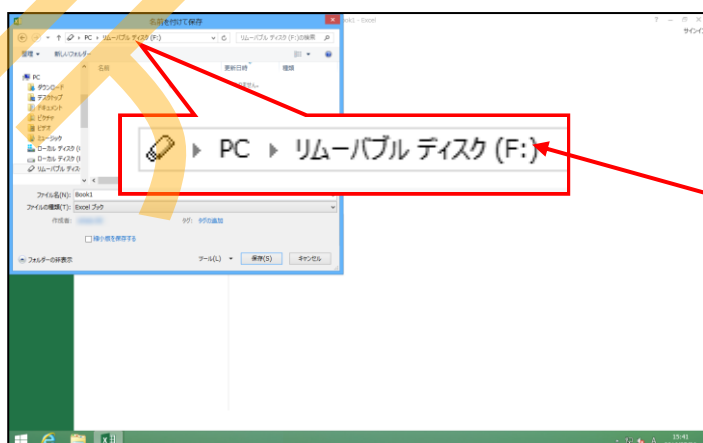 名前を付けて保存
Book1 - Excel
サインイン
PC ▸ リムーバブル ディスク (F:)
リムーバブル ディスク (F:)の検索
整理 新しいフォルダー
名前 更新日時 種類
PC
ダウンロード
デスクトップ
ドキュメント
ピクチャ
ビデオ
ミュージック
ローカル ディスク (
ローカル ディスク (
リムーバブル ディス
PC ▸ リムーバブル ディスク (F:)
ファイル名(N): Book1
ファイルの種類(T): Excel ブック
作成者:
タグ: タグの追加
縮小版を保存する
フォルダーの非表示
ツール(L) 保存(S) キャンセル
15:41